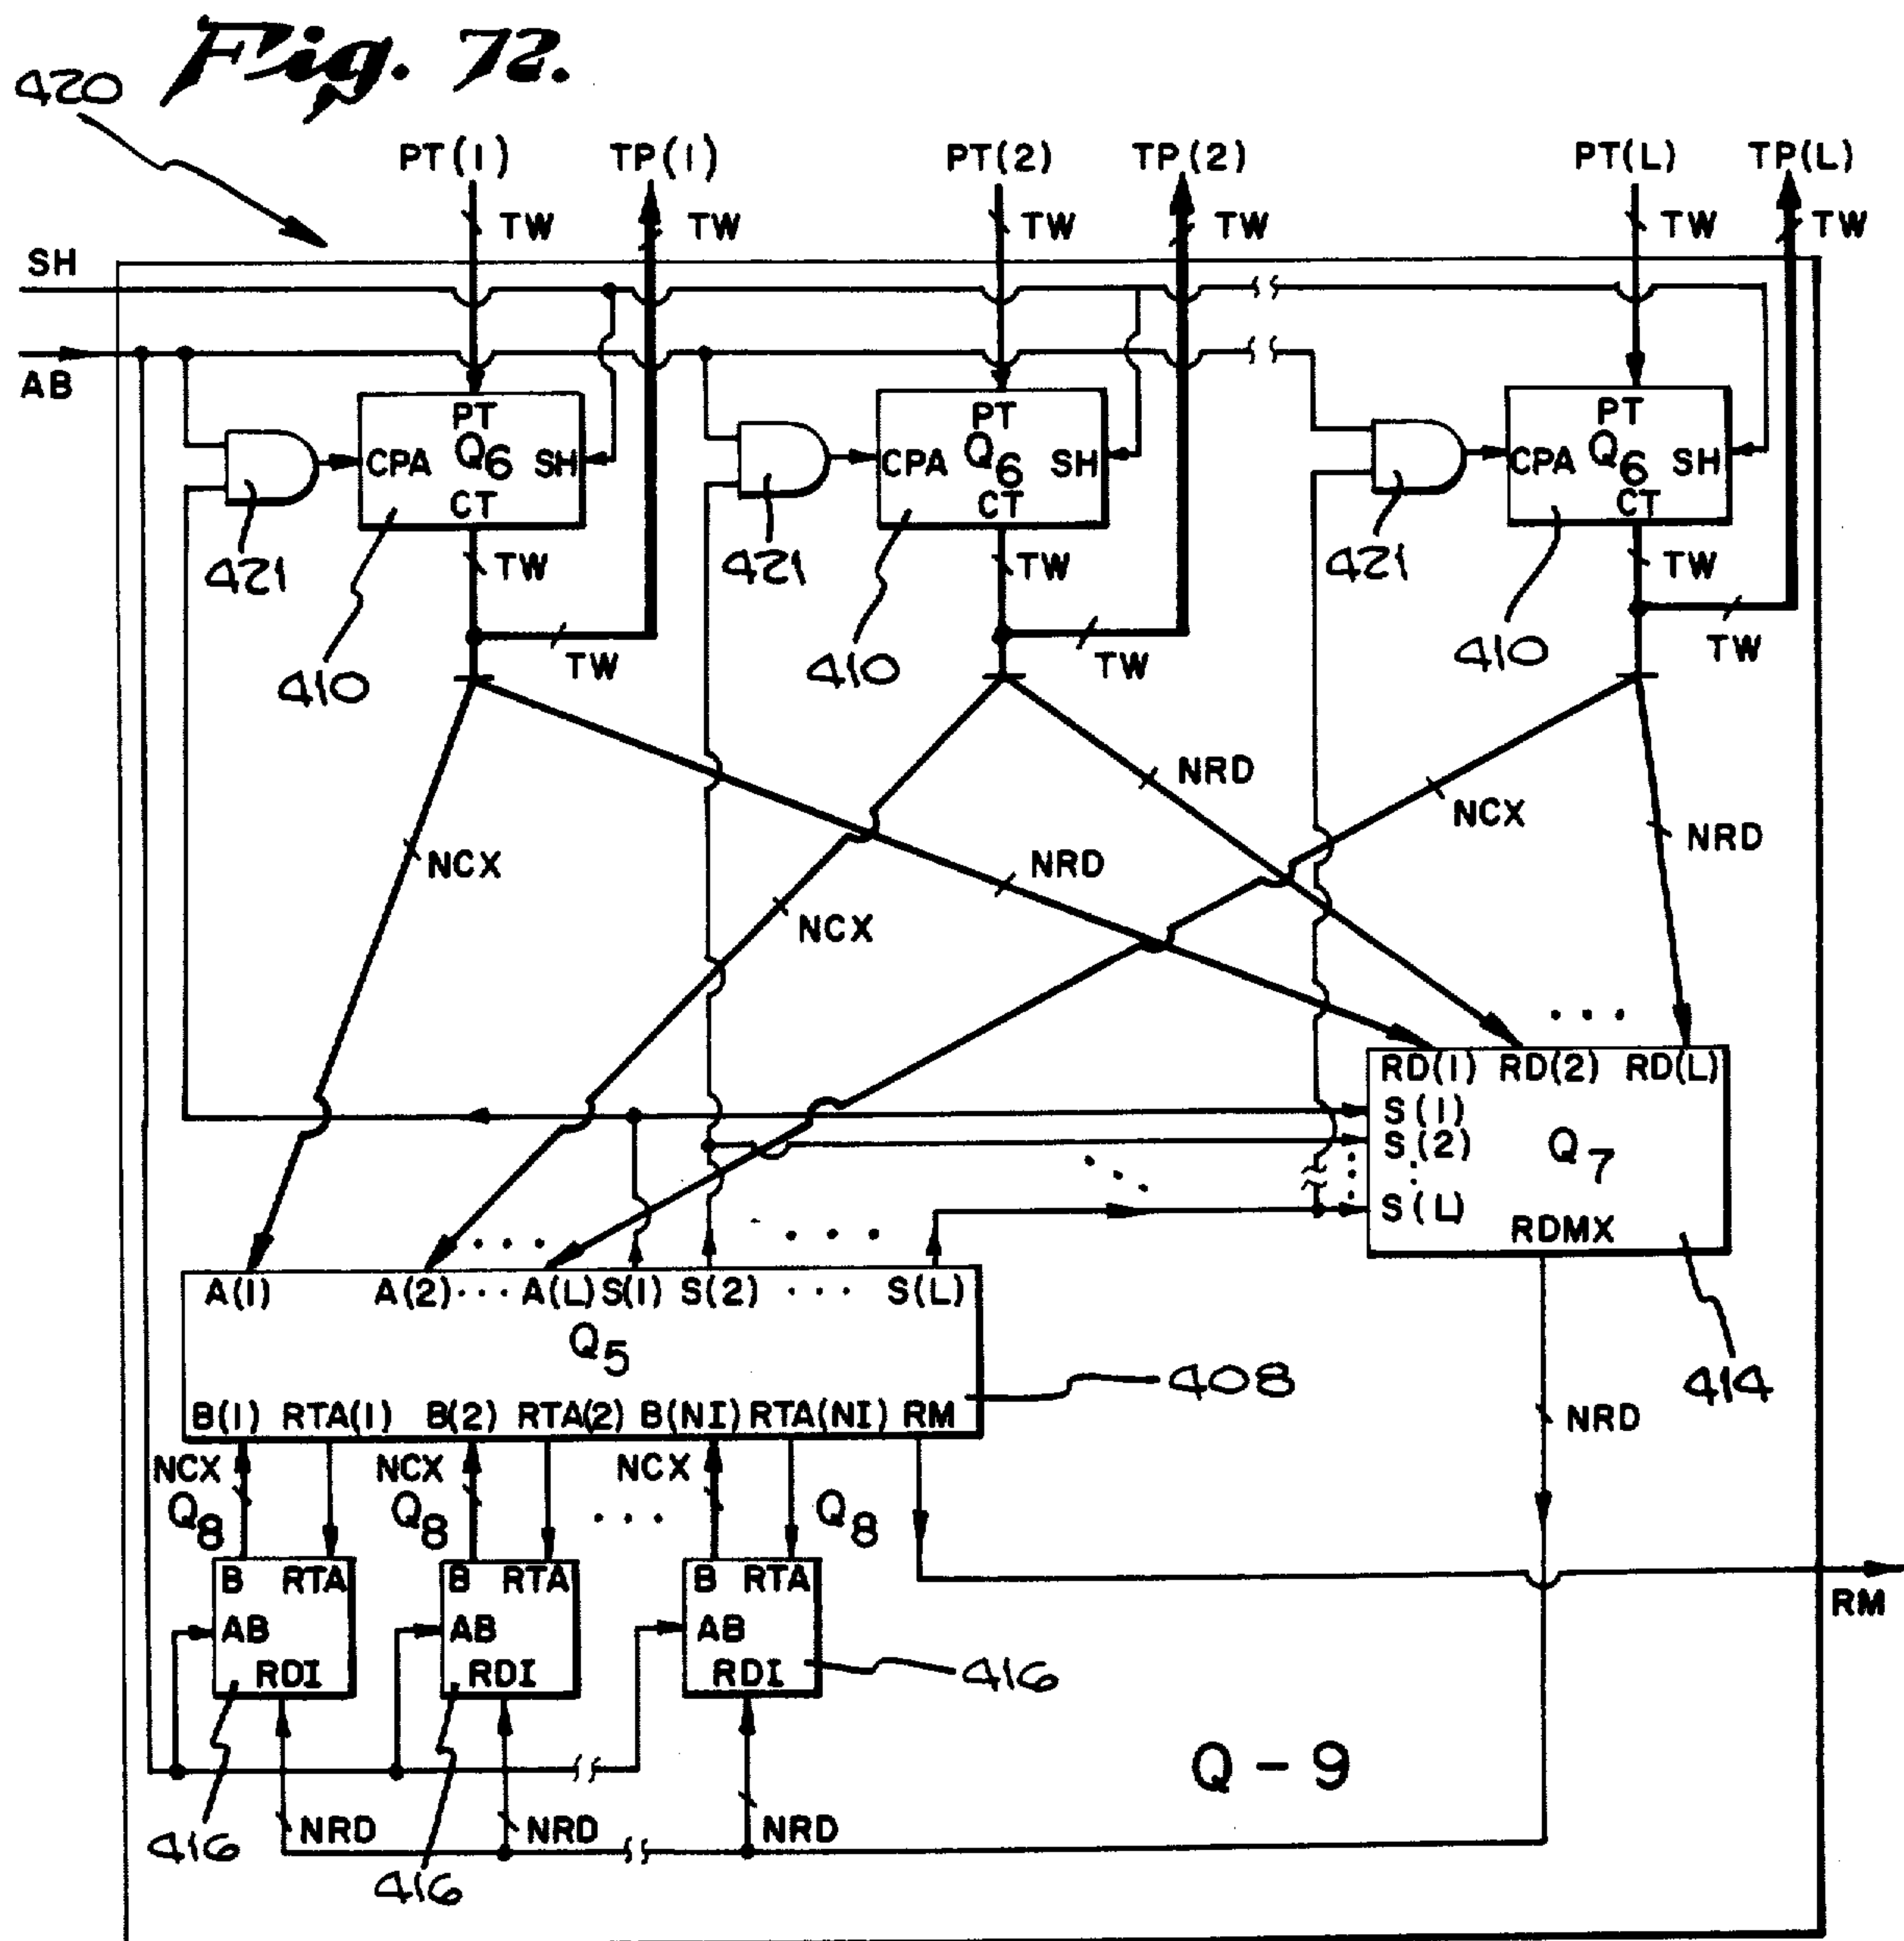 Fig. 72.
420
PT(1) TP(1) PT(2) TP(2) PT(L) TP(L)
TW TW TW TW TW TW
SH
AB
PT PT PT
CPA Q6 SH CPA Q6 SH CPA Q6 SH
CT CT CT
421 TW 421 TW 421 TW
410 TW 410 TW 410 TW
NRD NCX
NCX NRD NRD
NCX
. . .
RD(1) RD(2) RD(L)
S(1)
S(2) Q7
S(L)
RDMX
A(1) A(2) ... A(L) S(1) S(2) ... S(L)
Q5
408 414
B(1) RTA(1) B(2) RTA(2) B(NI) RTA(NI) RM
NRD
NCX NCX NCX
Q8 Q8 ... Q8
B RTA B RTA B RTA
RM
AB AB AB
RDI RDI RDI 416
Q-9
NRD NRD NRD
416 416